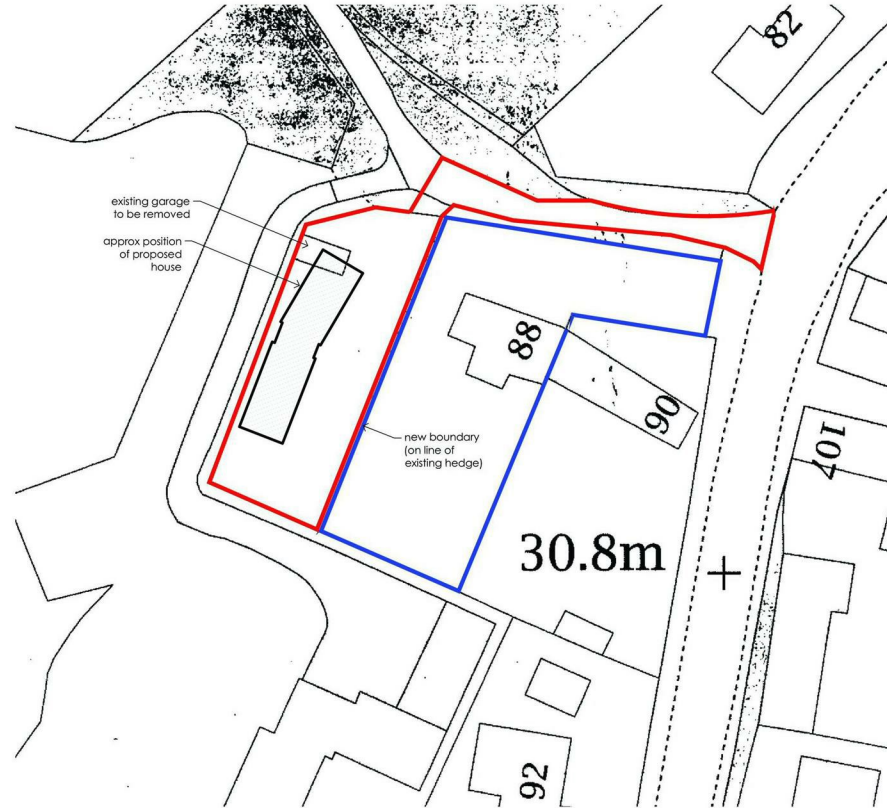 82
existing garage
to be removed
approx position
of proposed
house
88
90
new boundary
(on line of
existing hedge)
107
30.8m
92